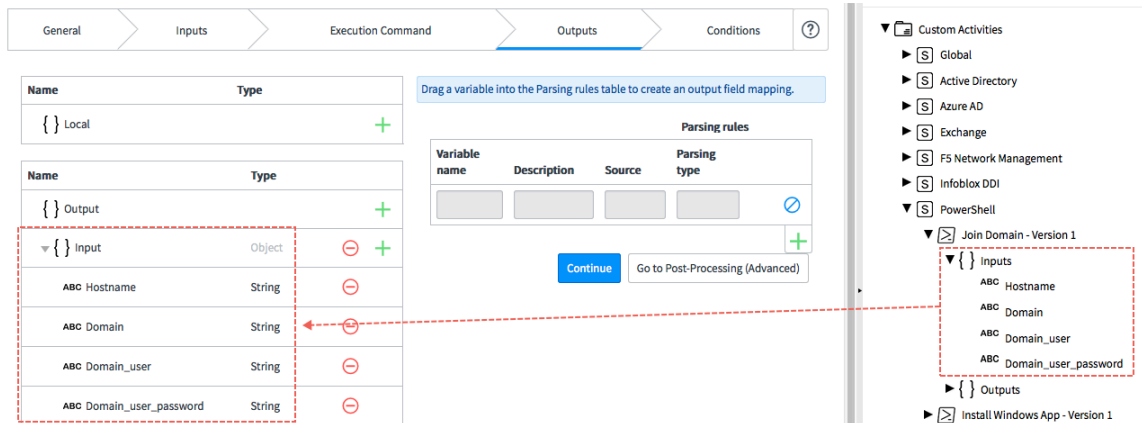 General
Inputs
Execution Command
Outputs
Conditions
?
Name Type
{ } Local
Name Type
{ } Output
{ } Input Object
ABC Hostname String
ABC Domain String
ABC Domain_user String
ABC Domain_user_password String
Drag a variable into the Parsing rules table to create an output field mapping.
Parsing rules
Variable name
Description
Source
Parsing type
Continue
Go to Post-Processing (Advanced)
Custom Activities
S Global
S Active Directory
S Azure AD
S Exchange
S F5 Network Management
S Infoblox DDI
S PowerShell
Join Domain - Version 1
{ } Inputs
ABC Hostname
ABC Domain
ABC Domain_user
ABC Domain_user_password
{ } Outputs
Install Windows App - Version 1